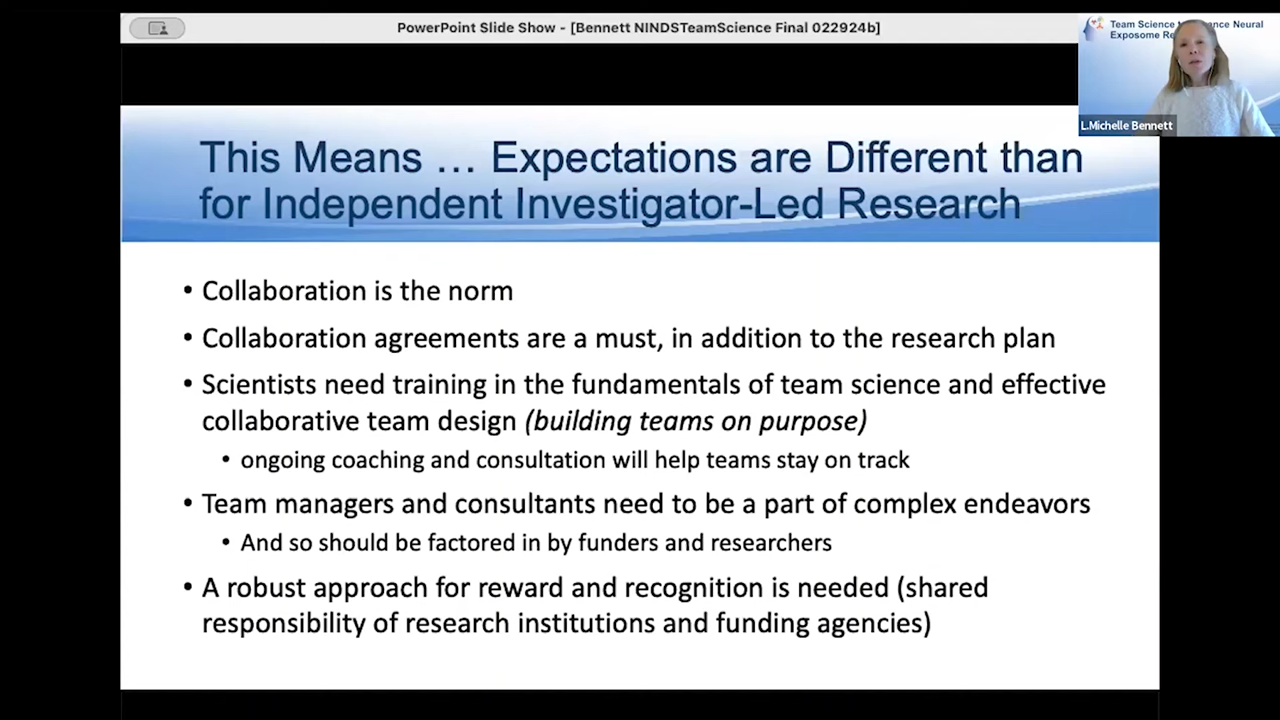 PowerPoint Slide Show - [Bennett NINDSTeamScience Final 022924b]
Team Science Neural
Exposome
L.Michelle Bennett
This Means … Expectations are Different than
for Independent Investigator-Led Research
• Collaboration is the norm
• Collaboration agreements are a must, in addition to the research plan
• Scientists need training in the fundamentals of team science and effective
collaborative team design (building teams on purpose)
• ongoing coaching and consultation will help teams stay on track
• Team managers and consultants need to be a part of complex endeavors
• And so should be factored in by funders and researchers
• A robust approach for reward and recognition is needed (shared
responsibility of research institutions and funding agencies)